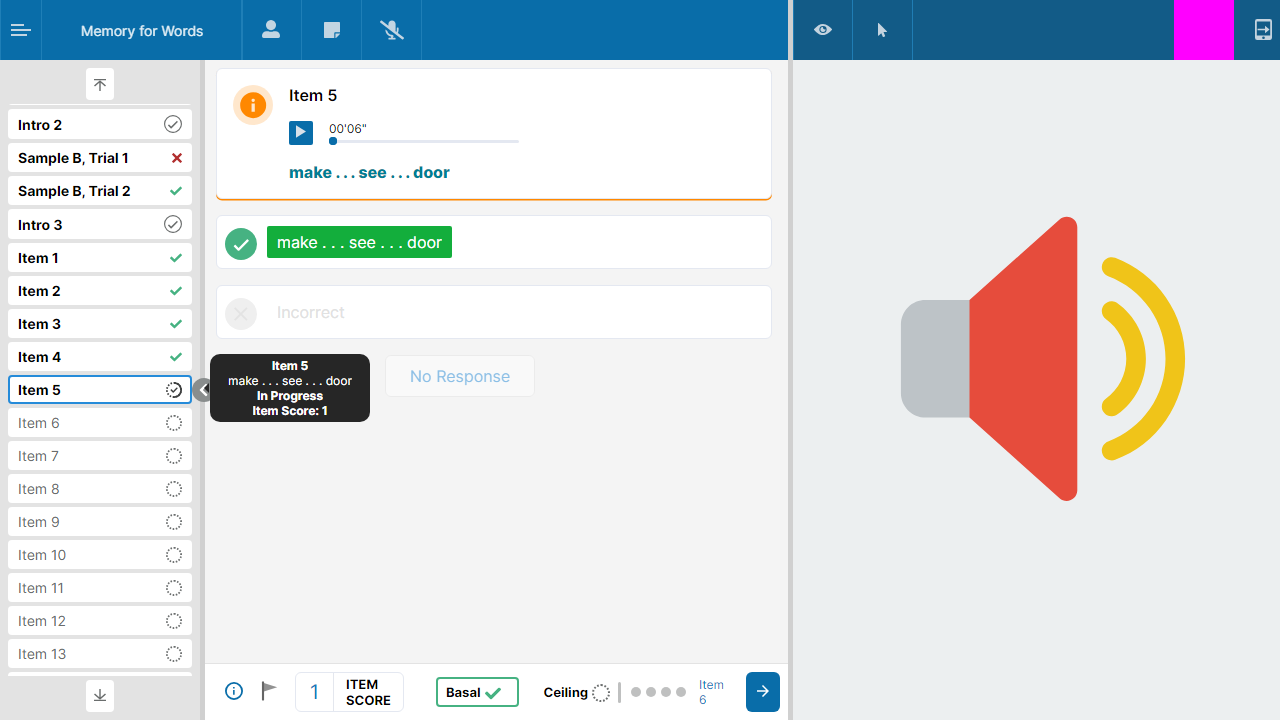 Memory for Words
Intro 2
Sample B, Trial 1
Sample B, Trial 2
Intro 3
Item 1
Item 2
Item 3
Item 4
Item 5
Item 6
Item 7
Item 8
Item 9
Item 10
Item 11
Item 12
Item 13
Item 5
00'06"
make . . . see . . . door
make . . . see . . . door
Incorrect
Item 5
make . . . see . . . door
In Progress
Item Score: 1
No Response
1
ITEM
SCORE
Basal
Ceiling
Item
6